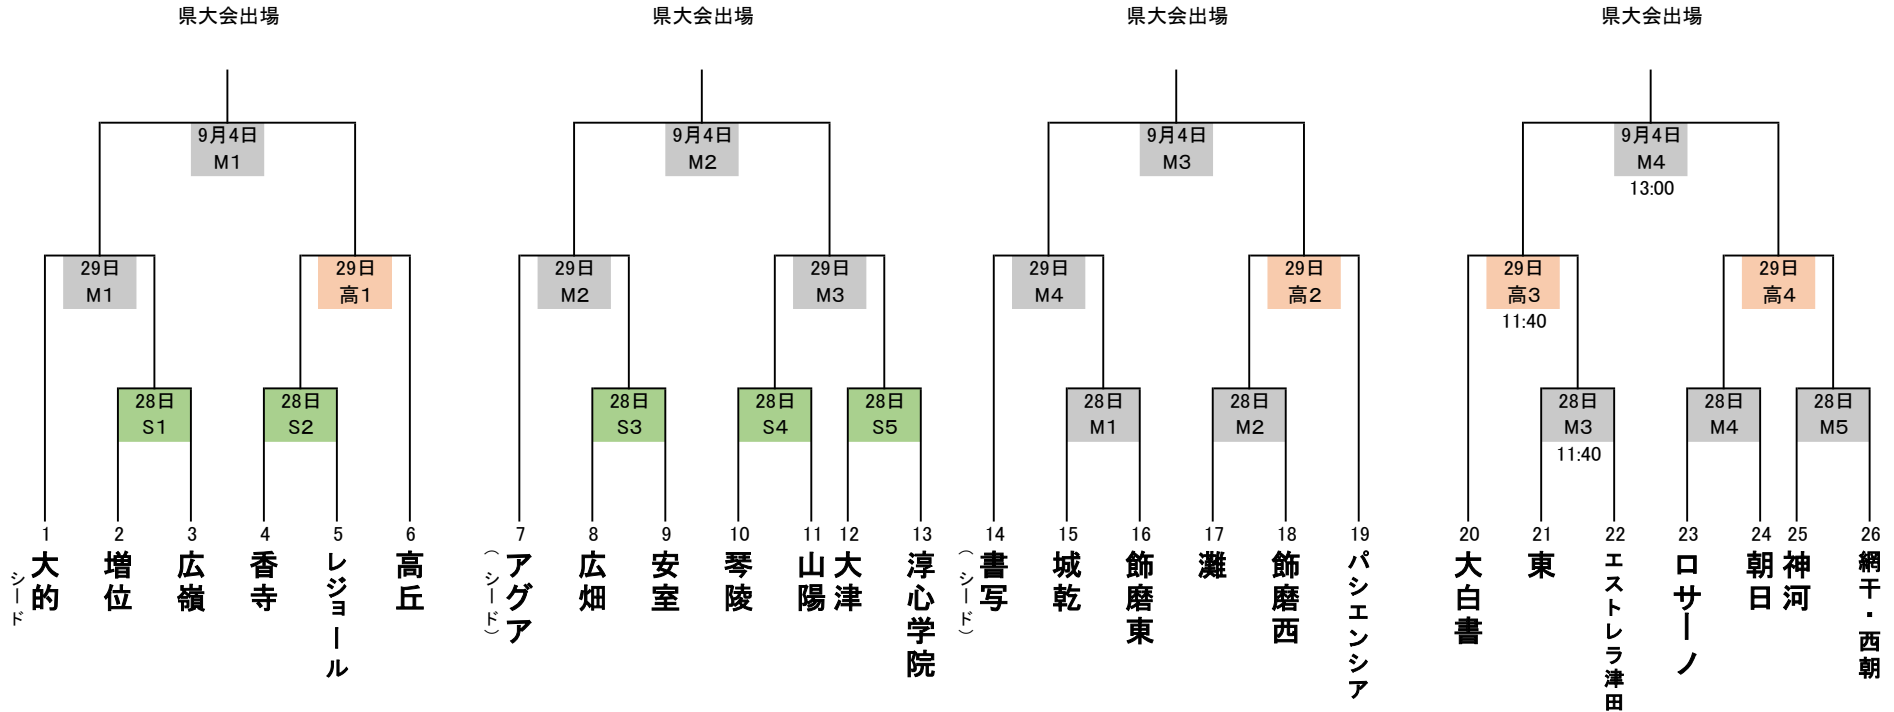 県大会出場
県大会出場
県大会出場
県大会出場
9月4日
M1
9月4日
M2
9月4日
M3
9月4日
M4
13:00
29日
M1
29日
高1
29日
M2
29日
M3
29日
M4
29日
高2
29日
高3
11:40
29日
高4
28日
S1
28日
S2
28日
S3
28日
S4
28日
S5
28日
M1
28日
M2
28日
M3
11:40
28日
M4
28日
M5
1
大的
シード
2
増位
3
広嶺
4
香寺
5
レジョール
6
高丘
7
アグア
（シード）
8
広畑
9
安室
10
琴陵
11
山陽
12
大津
13
淳心学院
14
書写
（シード）
15
城乾
16
飾磨東
17
灘
18
飾磨西
19
パシエンシア
20
大白書
21
東
22
エストレラ津田
23
ロサーノ
24
朝日
25
神河
26
網干・西朝